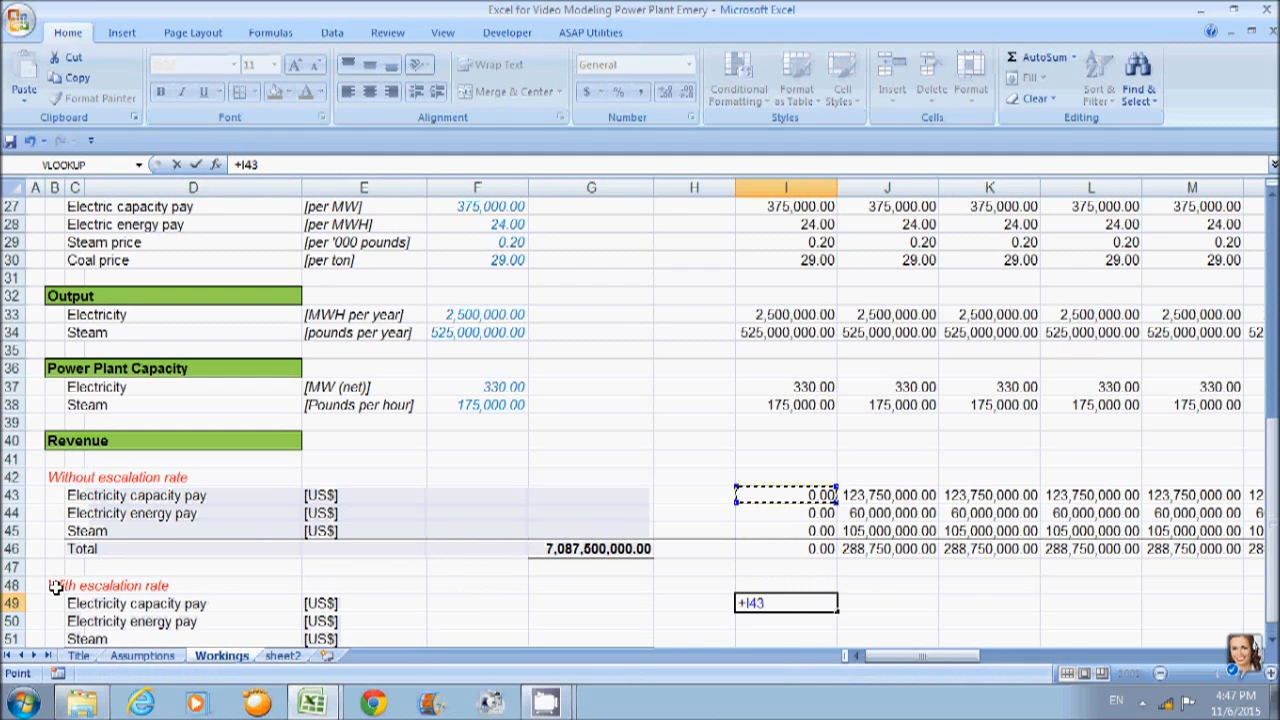 Excel for Video Modeling Power Plant Emery - Microsoft Excel
Home Insert Page Layout Formulas Data Review View Developer ASAP Utilities
Cut
Copy
Format Painter
Paste
11
Wrap Text
Merge & Center
General
Conditional Formatting
Format as Table
Cell Styles
Insert Delete Format
AutoSum
Fill
Clear
Sort & Filter
Find & Select
Clipboard Font Alignment Number Styles Cells Editing
VLOOKUP +I43
A B C D E F G H I J K L M
27 Electric capacity pay [per MW] 375,000.00 375,000.00 375,000.00 375,000.00 375,000.00 375,000.00
28 Electric energy pay [per MWH] 24.00 24.00 24.00 24.00 24.00 24.00
29 Steam price [per '000 pounds] 0.20 0.20 0.20 0.20 0.20 0.20
30 Coal price [per ton] 29.00 29.00 29.00 29.00 29.00 29.00
31
32 Output
33 Electricity [MWH per year] 2,500,000.00 2,500,000.00 2,500,000.00 2,500,000.00 2,500,000.00 2,500,000.00
34 Steam [pounds per year] 525,000,000.00 525,000,000.00 525,000,000.00 525,000,000.00 525,000,000.00 525,000,000.00 52
35
36 Power Plant Capacity
37 Electricity [MW (net)] 330.00 330.00 330.00 330.00 330.00 330.00
38 Steam [Pounds per hour] 175,000.00 175,000.00 175,000.00 175,000.00 175,000.00 175,000.00
39
40 Revenue
41
42 Without escalation rate
43 Electricity capacity pay [US$] 0.00 123,750,000.00 123,750,000.00 123,750,000.00 123,750,000.00 12
44 Electricity energy pay [US$] 0.00 60,000,000.00 60,000,000.00 60,000,000.00 60,000,000.00 6
45 Steam [US$] 0.00 105,000,000.00 105,000,000.00 105,000,000.00 105,000,000.00 10
46 Total 7,087,500,000.00 0.00 288,750,000.00 288,750,000.00 288,750,000.00 288,750,000.00 28
47
48 With escalation rate
49 Electricity capacity pay [US$] +I43
50 Electricity energy pay [US$]
51 Steam [US$]
Title Assumptions Workings sheet2
Point
EN 4:47 PM
11/6/2015